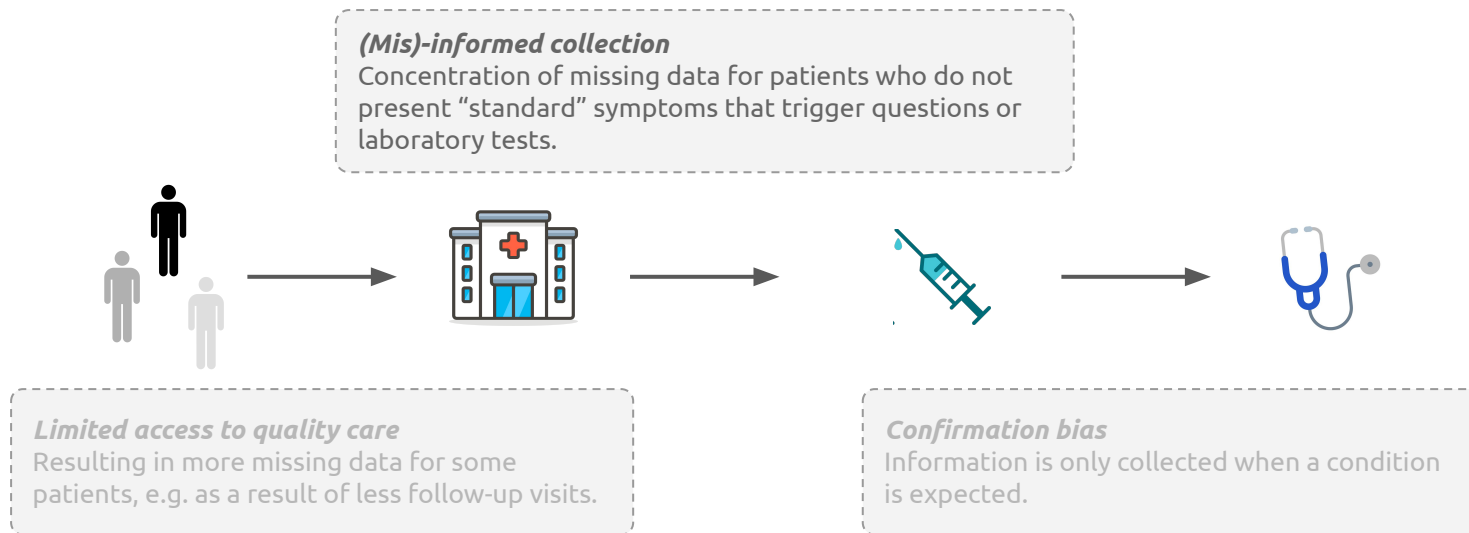 (Mis)-informed collection
Concentration of missing data for patients who do not
present “standard” symptoms that trigger questions or
laboratory tests.
Limited access to quality care
Resulting in more missing data for some
patients, e.g. as a result of less follow-up visits.
Confirmation bias
Information is only collected when a condition
is expected.